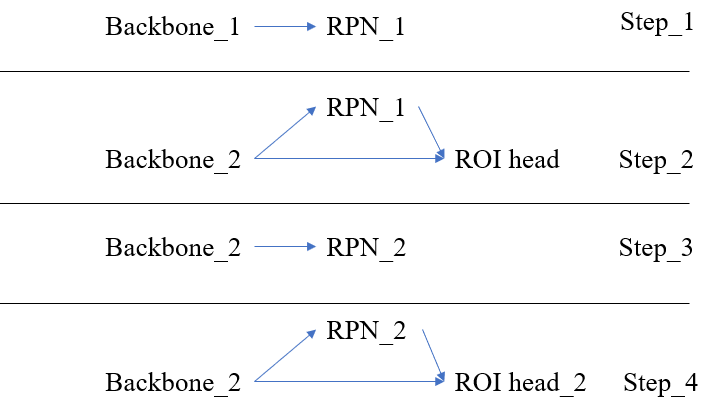 Backbone_1 RPN_1 Step_1
RPN_1
Backbone_2 ROI head Step_2
Backbone_2 RPN_2 Step_3
RPN_2
Backbone_2 ROI head_2 Step_4